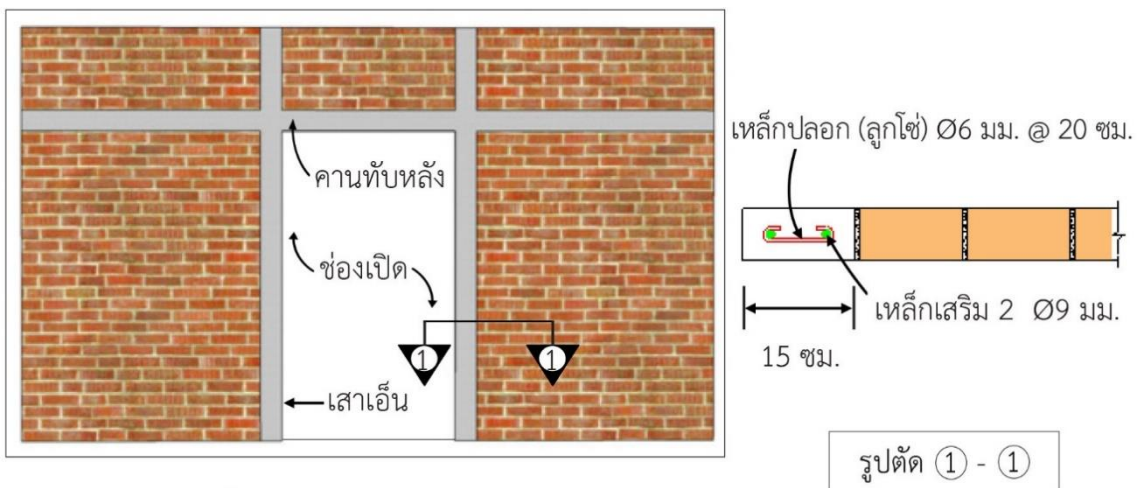 คานทับหลัง
ช่องเปิด
1 1
เสาเอ็น
เหล็กปลอก (ลูกโซ่) Ø6 มม. @ 20 ซม.
เหล็กเสริม 2 Ø9 มม.
15 ซม.
รูปตัด 1 - 1